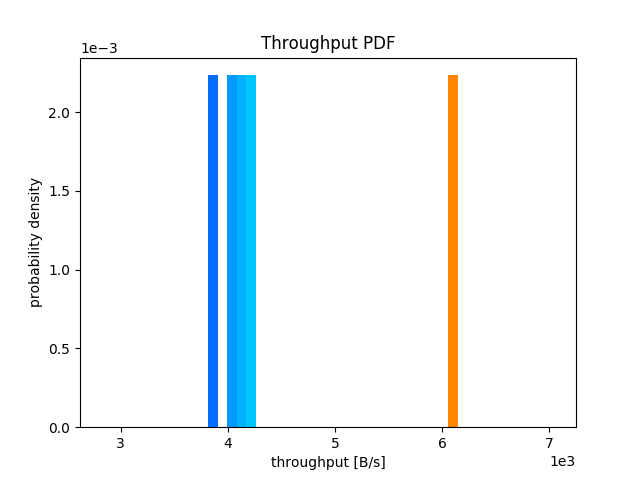 Throughput PDF
1e−3
2.0
1.5
1.0
0.5
0.0
probability density
3 4 5 6 7
1e3
throughput [B/s]